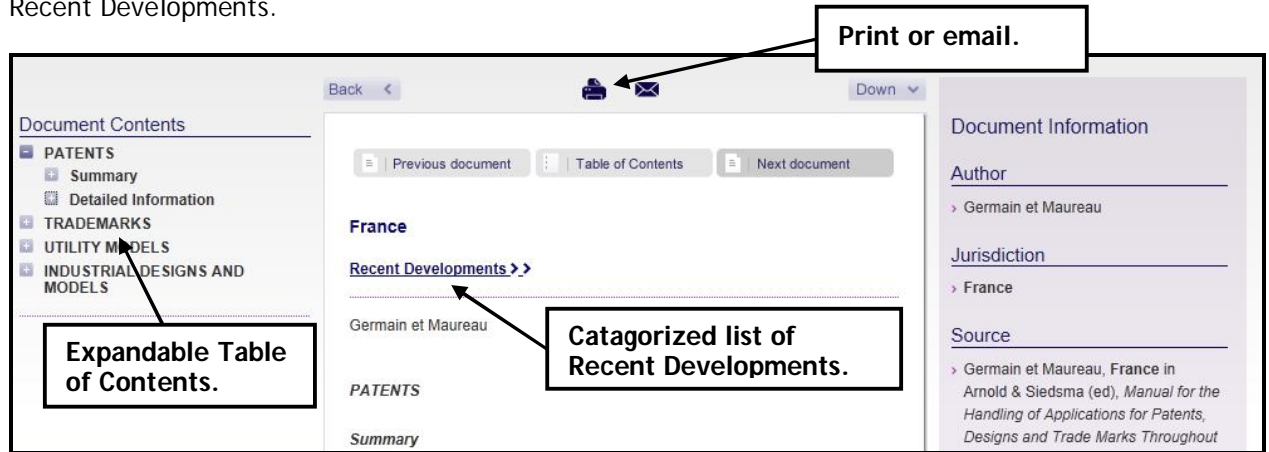 Recent Developments.
Print or email.
Back
Down
Document Contents
PATENTS
Summary
Detailed Information
TRADEMARKS
UTILITY MODELS
INDUSTRIAL DESIGNS AND
MODELS
Expandable Table
of Contents.
Previous document
Table of Contents
Next document
France
Recent Developments
Germain et Maureau
Catagorized list of
Recent Developments.
PATENTS
Summary
Document Information
Author
Germain et Maureau
Jurisdiction
France
Source
Germain et Maureau, France in
Arnold & Siedsma (ed), Manual for the
Handling of Applications for Patents,
Designs and Trade Marks Throughout